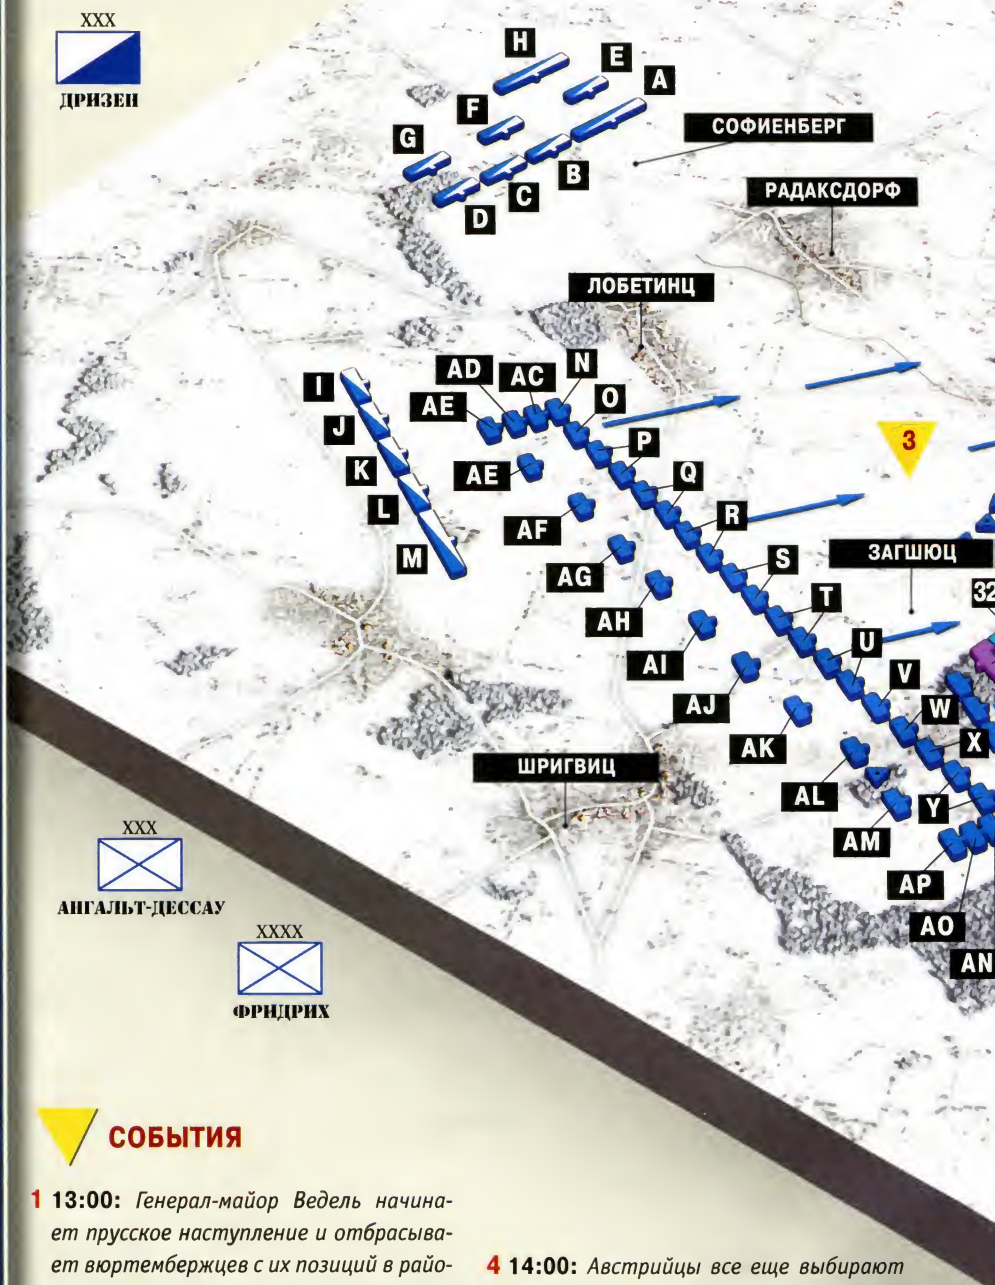 XXX
ДРИЗЕН
H
E
A
F
СОФИЕНБЕРГ
G
B
C
D
РАДАКСДОРФ
ЛОБЕТИНЦ
AD
AC
N
I
AE
O
J
P
3
K
AE
Q
L
AF
R
M
AG
S
ЗАГШЮЦ
32
AH
T
AI
U
AJ
V
W
AK
X
ШРИГВИЦ
AL
Y
AM
XXX
AP
АНГАЛЬТ-ДЕССАУ
AO
XXXX
AN
ФРИДРИХ
СОБЫТИЯ
1 13:00: Генерал-майор Ведель начина-
ет прусское наступление и отбрасыва-
ет вюртембержцев с их позиций в райо-
4 14:00: Австрийцы все еще выбирают